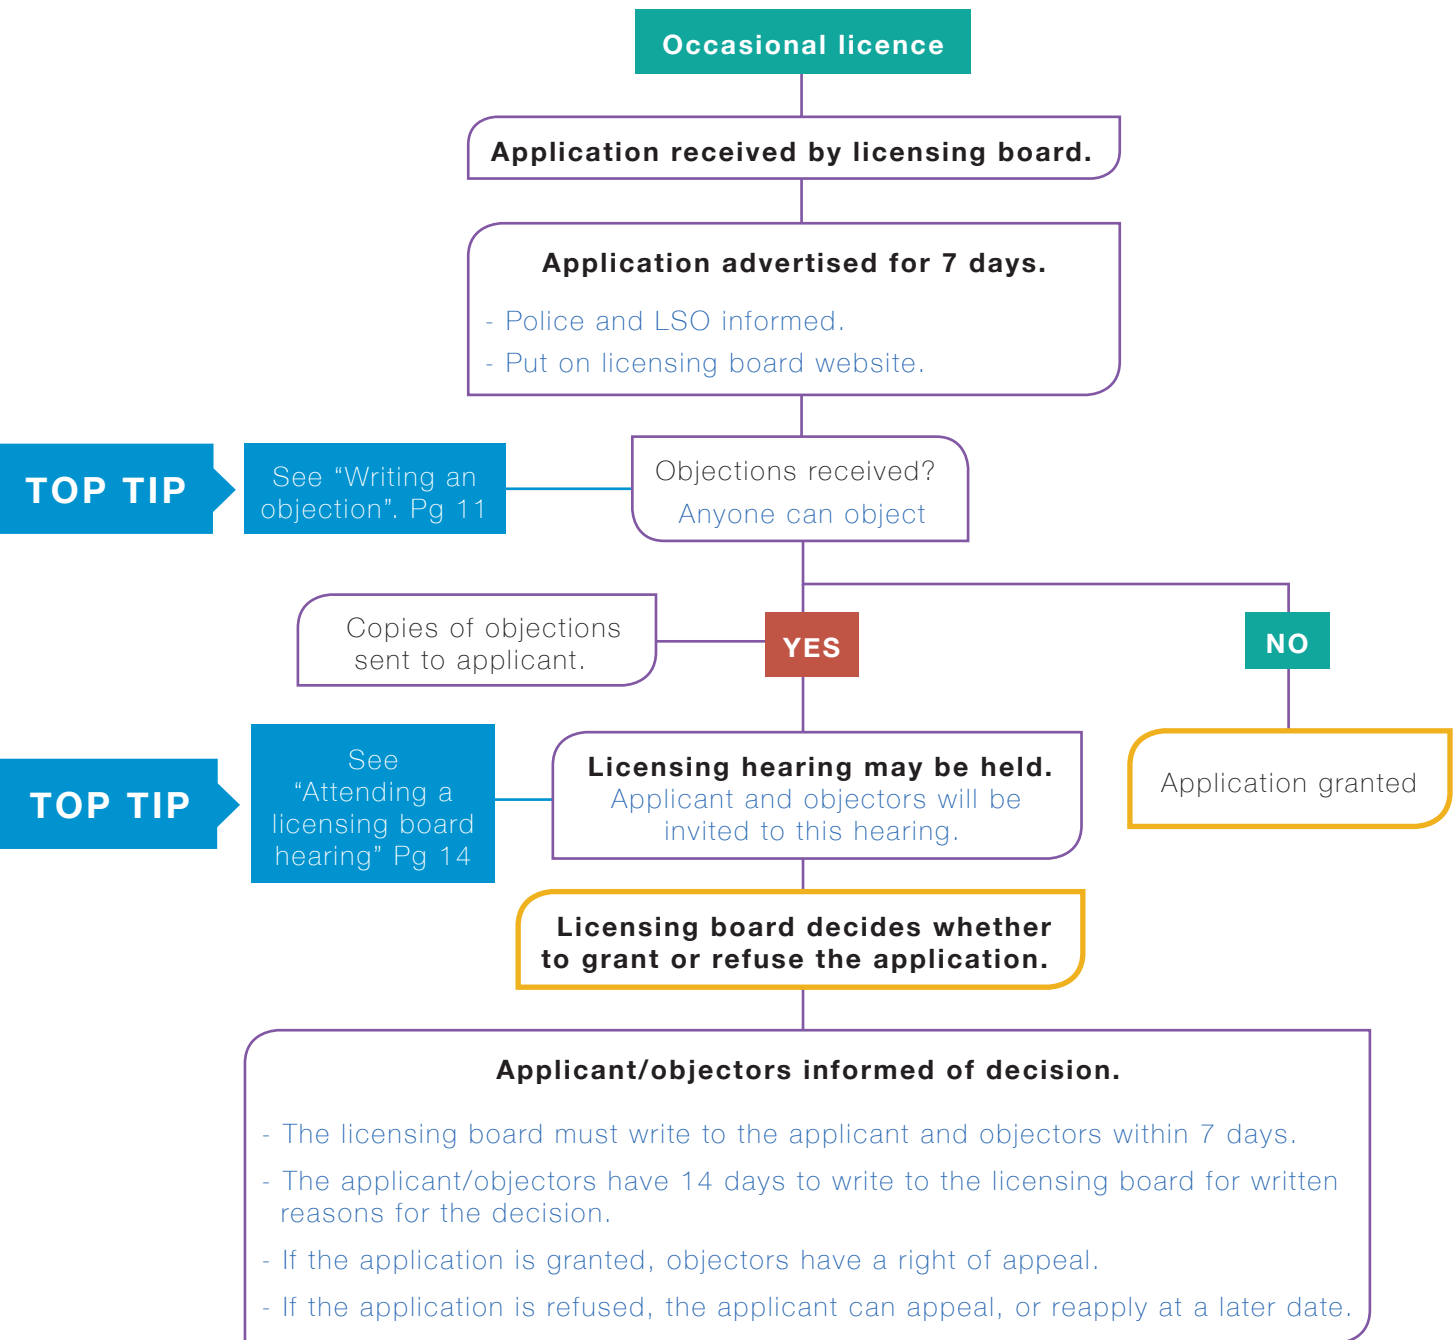 Occasional licence
Application received by licensing board.
Application advertised for 7 days.
- Police and LSO informed.
- Put on licensing board website.
TOP TIP
See “Writing an
objection”. Pg 11
Objections received?
Anyone can object
Copies of objections
sent to applicant.
YES
NO
TOP TIP
See
“Attending a
licensing board
hearing” Pg 14
Licensing hearing may be held.
Applicant and objectors will be
invited to this hearing.
Application granted
Licensing board decides whether
to grant or refuse the application.
Applicant/objectors informed of decision.
- The licensing board must write to the applicant and objectors within 7 days.
- The applicant/objectors have 14 days to write to the licensing board for written
reasons for the decision.
- If the application is granted, objectors have a right of appeal.
- If the application is refused, the applicant can appeal, or reapply at a later date.